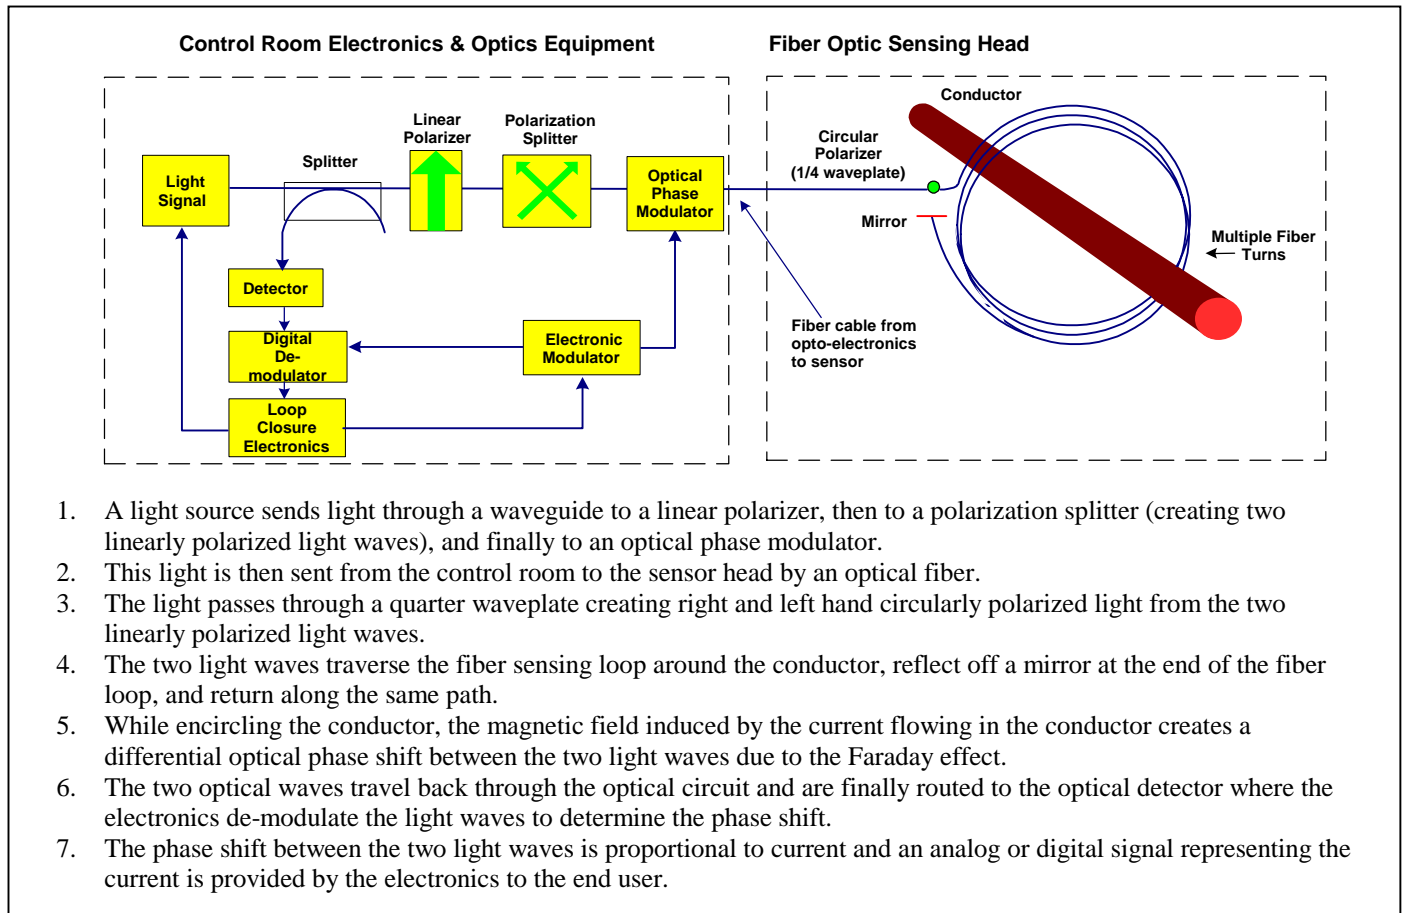 Control Room Electronics & Optics Equipment
Fiber Optic Sensing Head
Linear
Polarizer
Polarization
Splitter
Splitter
Light
Signal
Optical
Phase
Modulator
Detector
Digital
De-
modulator
Electronic
Modulator
Loop
Closure
Electronics
Conductor
Circular
Polarizer
(1/4 waveplate)
Mirror
Multiple Fiber
Turns
Fiber cable from
opto-electronics
to sensor
1. A light source sends light through a waveguide to a linear polarizer, then to a polarization splitter (creating two
linearly polarized light waves), and finally to an optical phase modulator.
2. This light is then sent from the control room to the sensor head by an optical fiber.
3. The light passes through a quarter waveplate creating right and left hand circularly polarized light from the two
linearly polarized light waves.
4. The two light waves traverse the fiber sensing loop around the conductor, reflect off a mirror at the end of the fiber
loop, and return along the same path.
5. While encircling the conductor, the magnetic field induced by the current flowing in the conductor creates a
differential optical phase shift between the two light waves due to the Faraday effect.
6. The two optical waves travel back through the optical circuit and are finally routed to the optical detector where the
electronics de-modulate the light waves to determine the phase shift.
7. The phase shift between the two light waves is proportional to current and an analog or digital signal representing the
current is provided by the electronics to the end user.